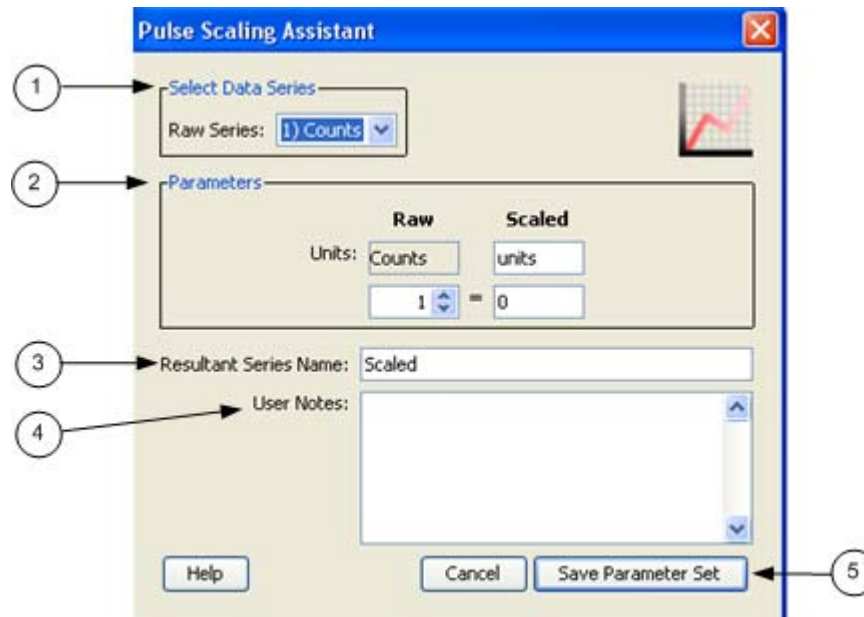 Pulse Scaling Assistant
1
Select Data Series
Raw Series: 1) Counts
2
Parameters
Raw Scaled
Units: Counts units
1 = 0
3
Resultant Series Name: Scaled
4
User Notes:
Help Cancel Save Parameter Set
5